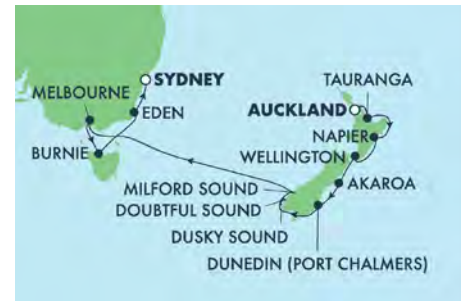 SYDNEY
MELBOURNE
EDEN
BURNIE
TAURANGA
AUCKLAND
NAPIER
WELLINGTON
AKAROA
MILFORD SOUND
DOUBTFUL SOUND
DUSKY SOUND
DUNEDIN (PORT CHALMERS)